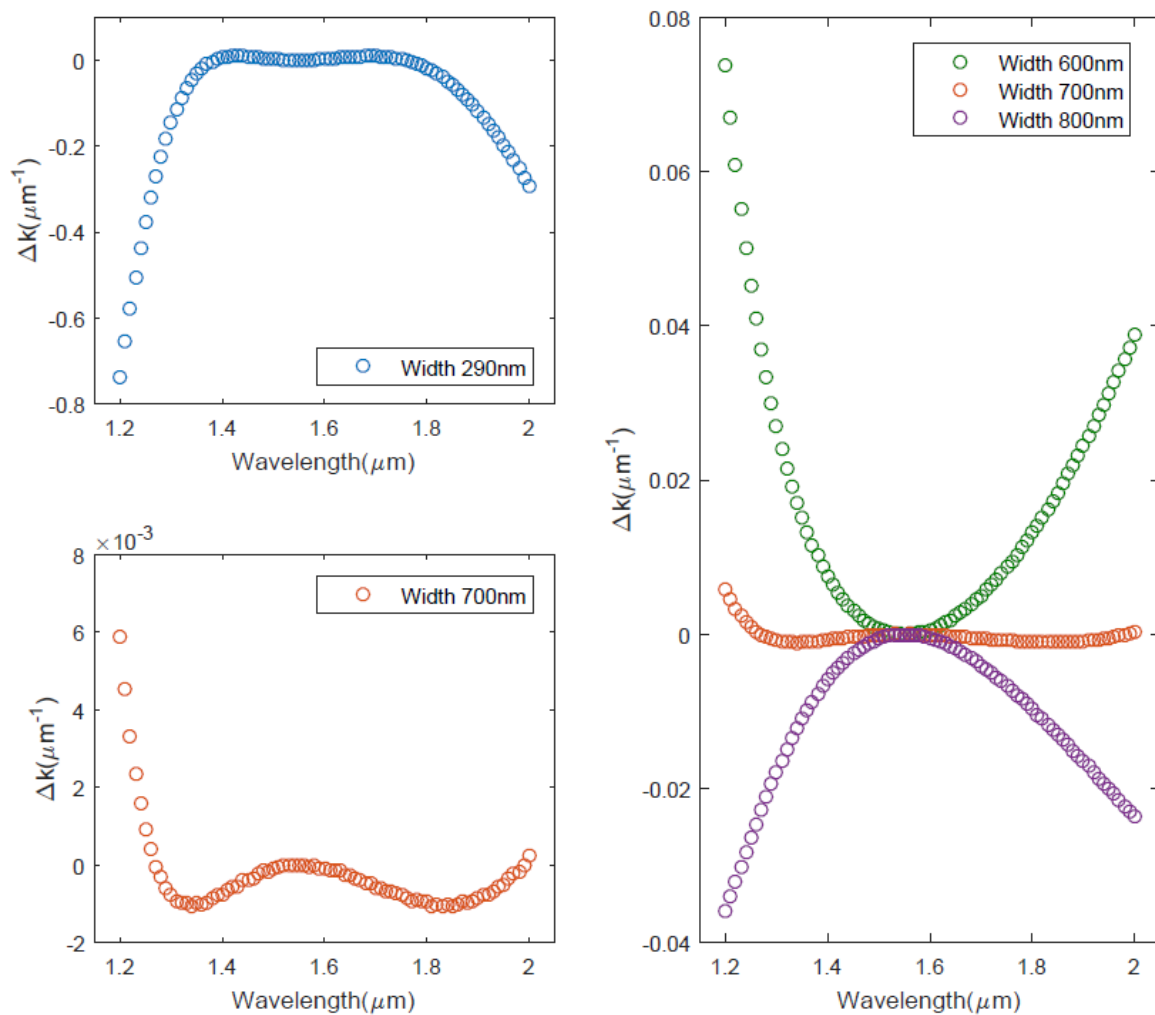 0
-0.2
-0.4
-0.6
-0.8
Δk(μm⁻¹)
Width 290nm
1.2 1.4 1.6 1.8 2
Wavelength(μm)
×10⁻³
8
6
4
2
0
-2
Δk(μm⁻¹)
Width 700nm
1.2 1.4 1.6 1.8 2
Wavelength(μm)
0.08
0.06
0.04
0.02
0
-0.02
-0.04
Δk(μm⁻¹)
Width 600nm
Width 700nm
Width 800nm
1.2 1.4 1.6 1.8 2
Wavelength(μm)